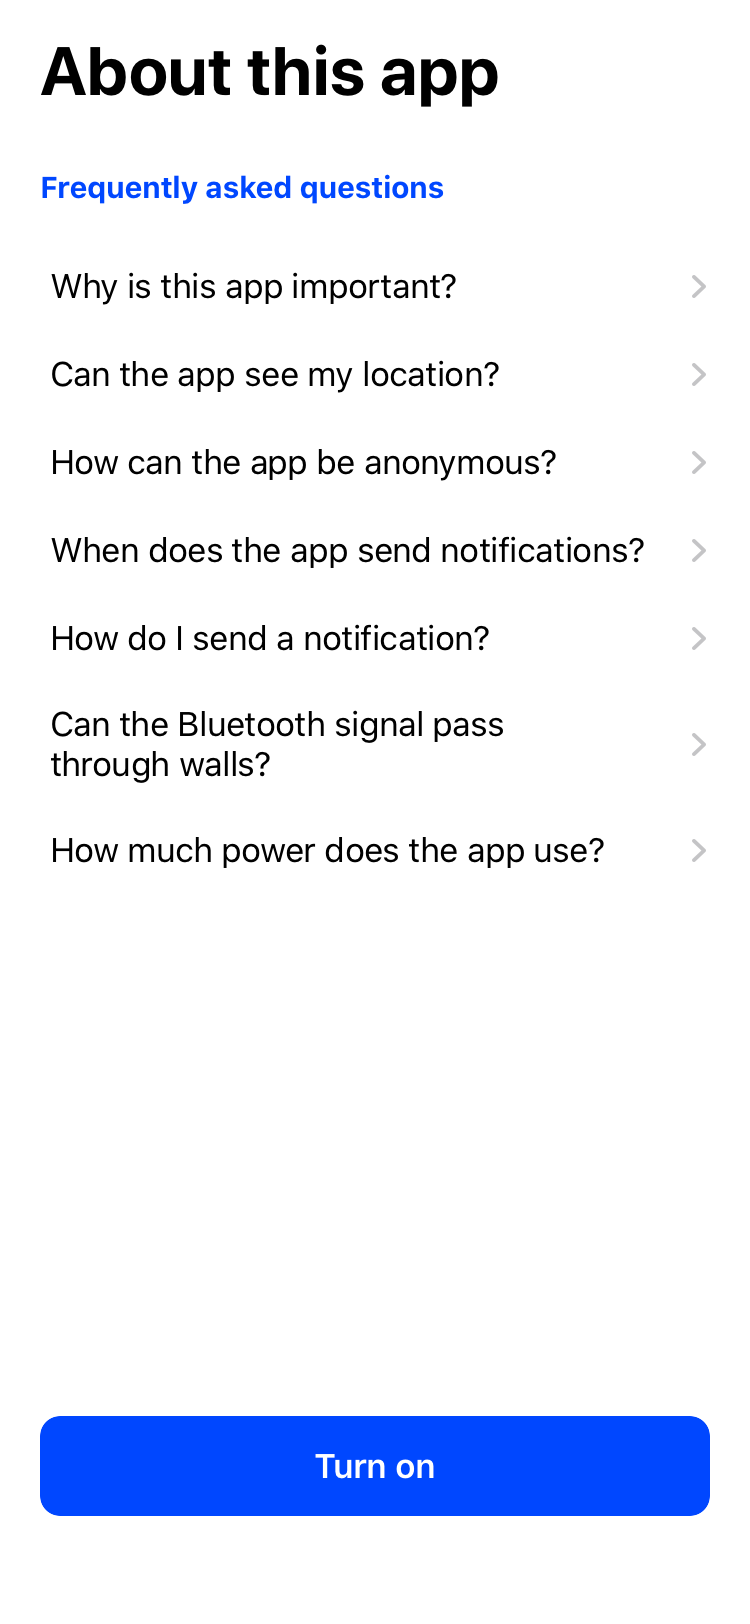 About this app
Frequently asked questions
Why is this app important?
Can the app see my location?
How can the app be anonymous?
When does the app send notifications?
How do I send a notification?
Can the Bluetooth signal pass
through walls?
How much power does the app use?
Turn on